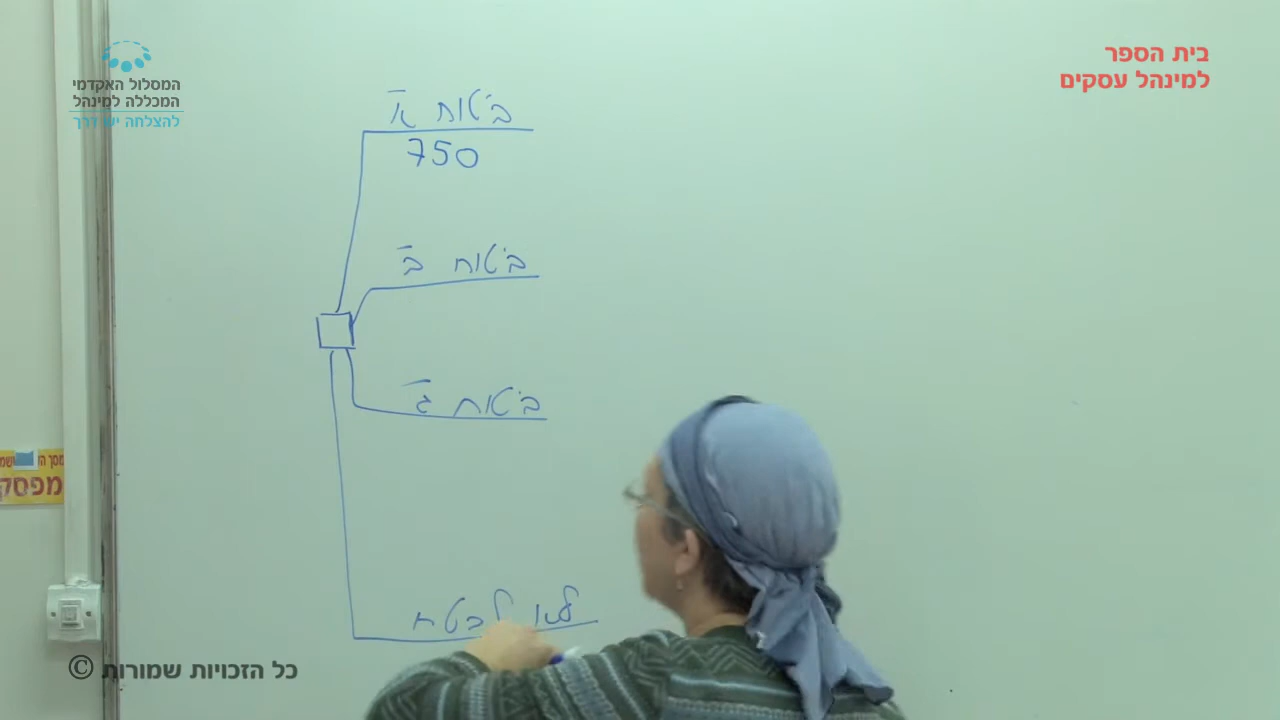 בית הספר
למינהל עסקים
המסלול האקדמי
המכללה למינהל
להצלחה יש דרך
ביטוח א
750
ביטוח ב
ביטוח ג
לא לבטח
מפסק
כל הזכויות שמורות ©